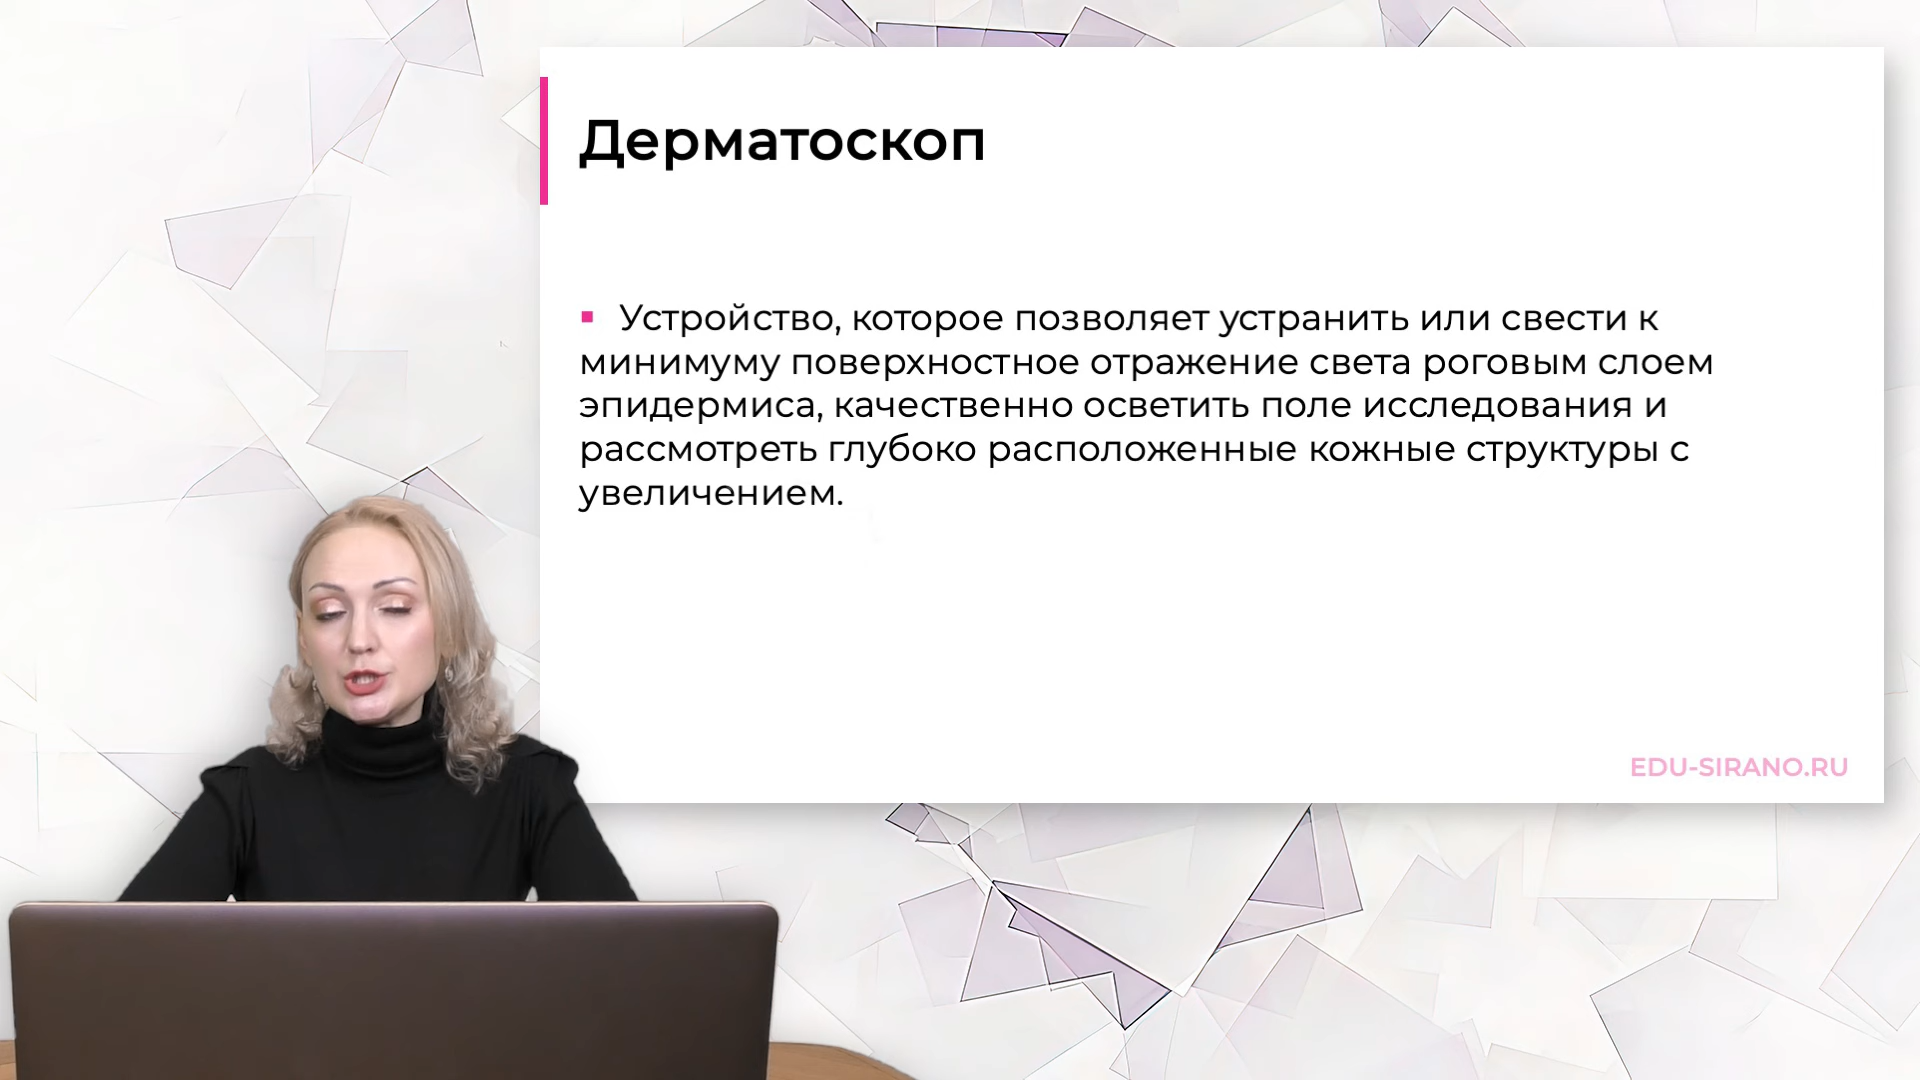 Дерматоскоп
▪ Устройство, которое позволяет устранить или свести к
минимуму поверхностное отражение света роговым слоем
эпидермиса, качественно осветить поле исследования и
рассмотреть глубоко расположенные кожные структуры с
увеличением.
EDU-SIRANO.RU